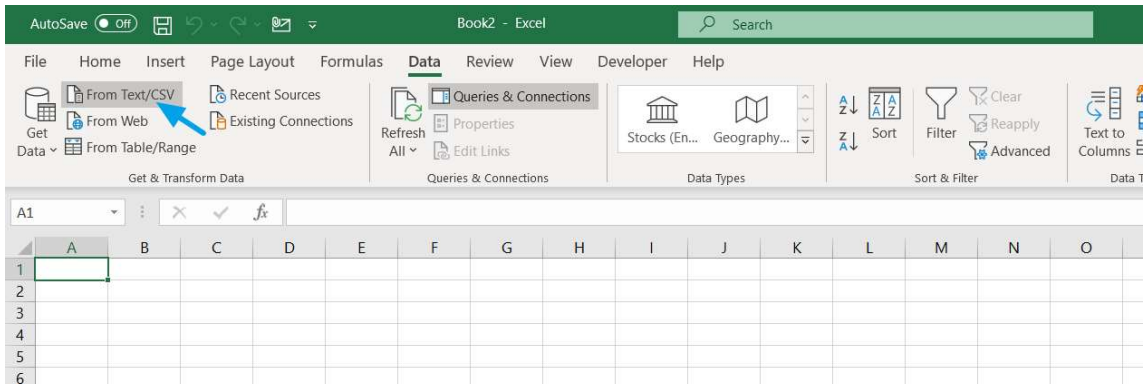 AutoSave Off Book2 - Excel Search
File Home Insert Page Layout Formulas Data Review View Developer Help
From Text/CSV
From Web
From Table/Range
Get
Data
Recent Sources
Existing Connections
Get & Transform Data
Refresh
All
Queries & Connections
Properties
Edit Links
Queries & Connections
Stocks (En...
Geography...
Data Types
Sort
Filter
Clear
Reapply
Advanced
Sort & Filter
Text to
Columns
Data T
A1 fx
A B C D E F G H I J K L M N O
1
2
3
4
5
6